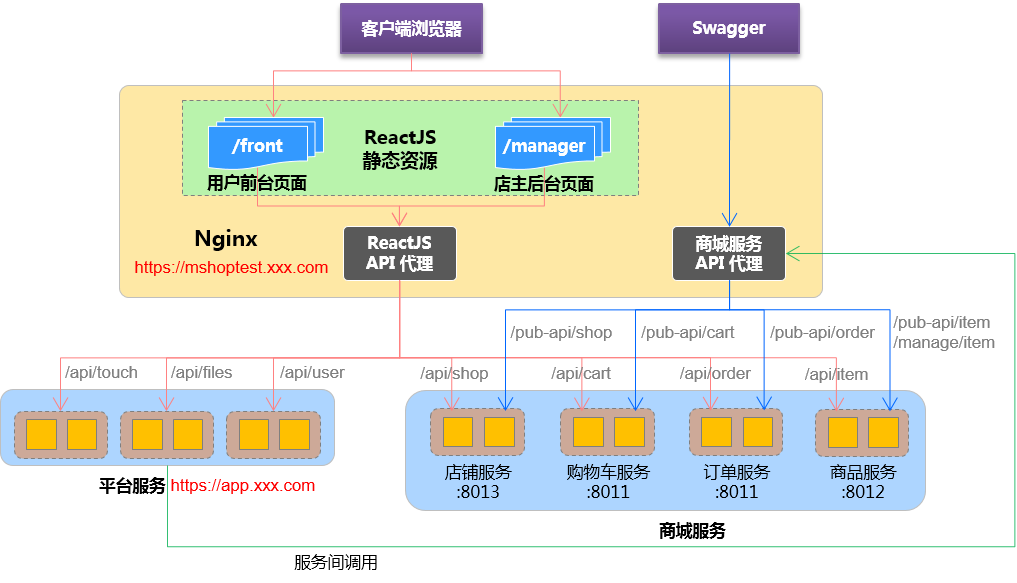 客户端浏览器
Swagger
/front
ReactJS
静态资源
/manager
用户前台页面
店主后台页面
Nginx
https://mshoptest.xxx.com
ReactJS
API 代理
商城服务
API 代理
/pub-api/shop
/pub-api/cart
/pub-api/order
/pub-api/item
/manage/item
/api/touch
/api/files
/api/user
/api/shop
/api/cart
/api/order
/api/item
店铺服务
:8013
购物车服务
:8011
订单服务
:8011
商品服务
:8012
平台服务 https://app.xxx.com
商城服务
服务间调用